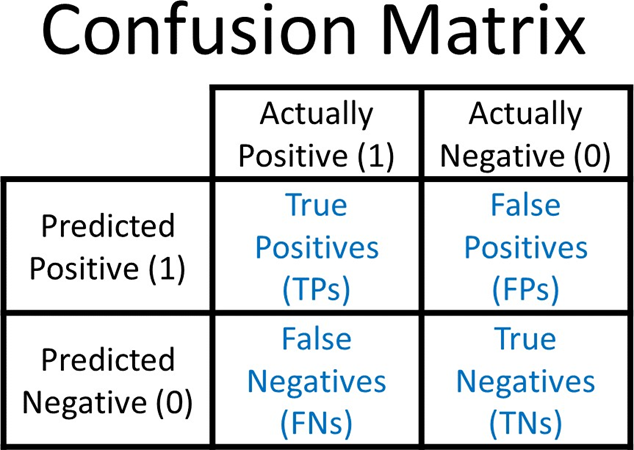 Confusion Matrix
Actually
Positive (1)
Actually
Negative (0)
Predicted
Positive (1)
True
Positives
(TPs)
False
Positives
(FPs)
Predicted
Negative (0)
False
Negatives
(FNs)
True
Negatives
(TNs)